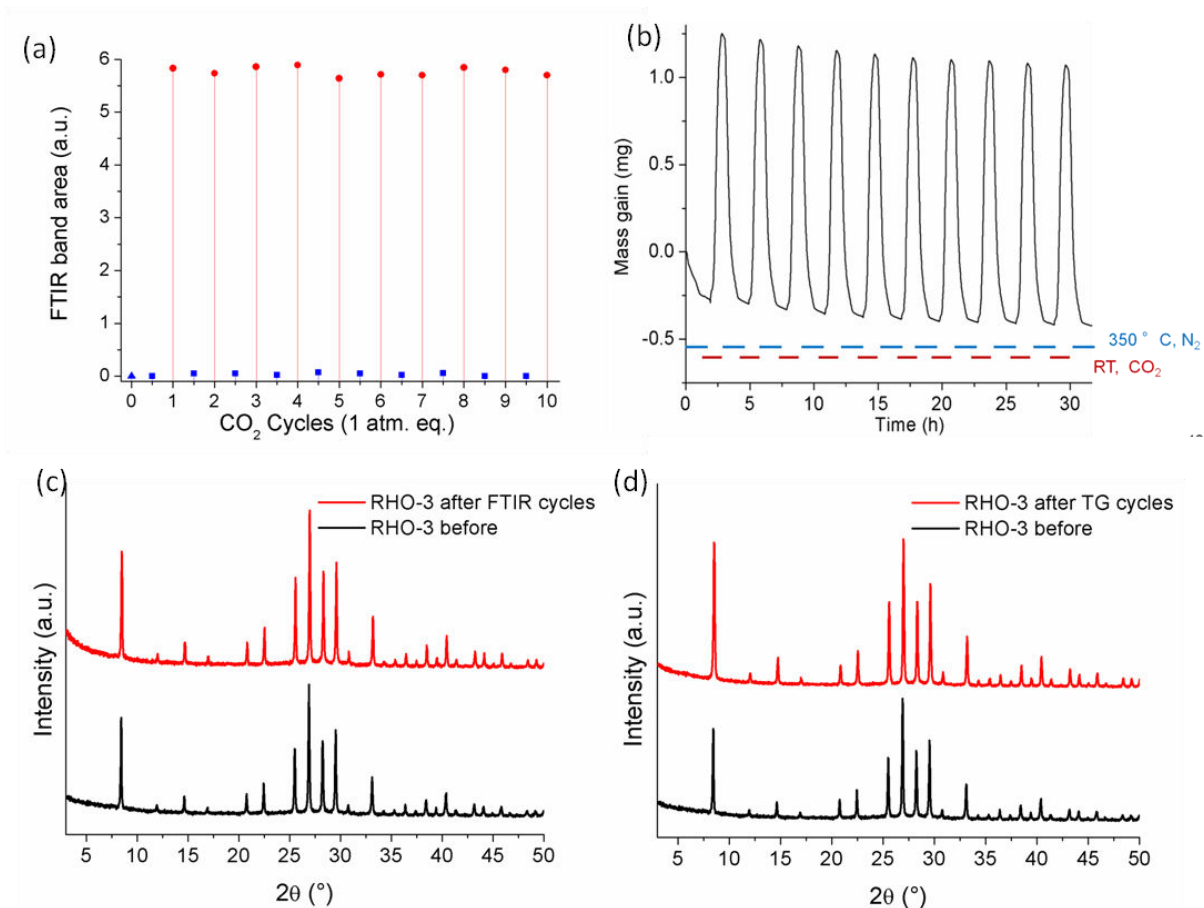 (a)
6
5
4
3
2
1
0
FTIR band area (a.u.)
0 1 2 3 4 5 6 7 8 9 10
CO₂ Cycles (1 atm. eq.)
(b)
1.0
0.5
0.0
-0.5
Mass gain (mg)
350 ° C, N₂
RT, CO₂
0 5 10 15 20 25 30
Time (h)
(c)
RHO-3 after FTIR cycles
RHO-3 before
Intensity (a.u.)
5 10 15 20 25 30 35 40 45 50
2θ (°)
(d)
RHO-3 after TG cycles
RHO-3 before
Intensity (a.u.)
5 10 15 20 25 30 35 40 45 50
2θ (°)